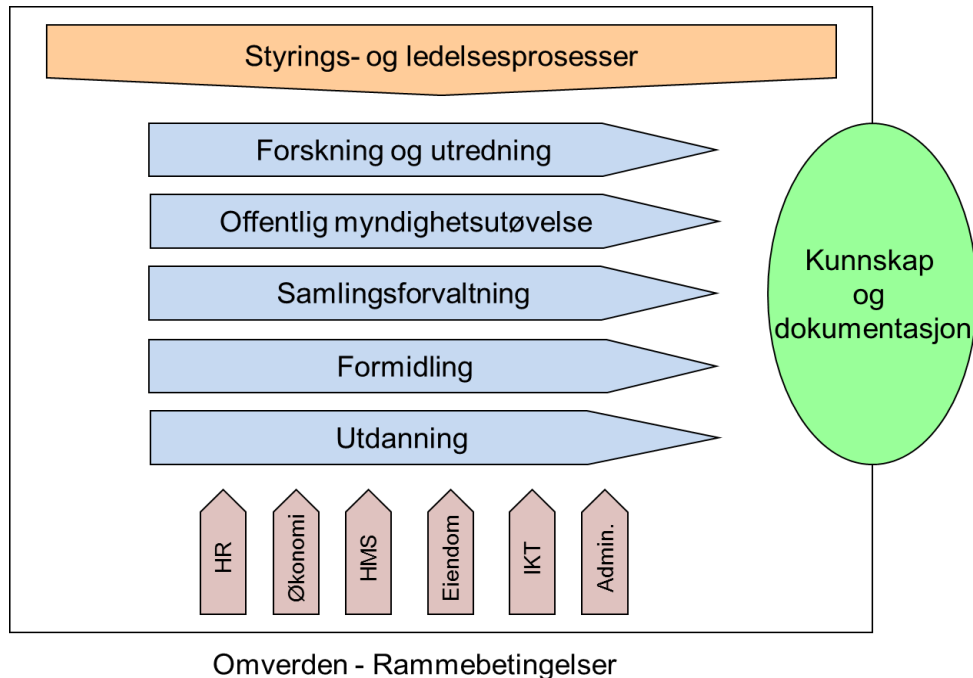 Styrings- og ledelsesprosesser
Forskning og utredning
Offentlig myndighetsutøvelse
Samlingsforvaltning
Formidling
Utdanning
Kunnskap
og
dokumentasjon
HR
Økonomi
HMS
Eiendom
IKT
Admin.
Omverden - Rammebetingelser